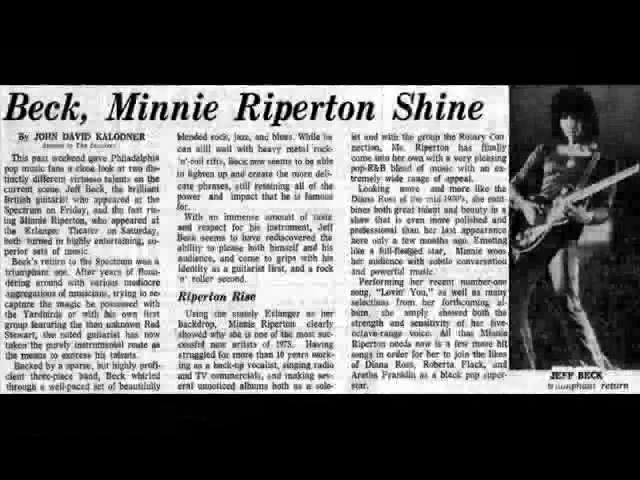 Beck, Minnie Riperton Shine
By JOHN DAVID KALODNER
Special to The Inquirer
This past weekend gave Philadelphia
pop music fans a close look at two dis-
tinctly different virtuoso talents on the
current scene. Jeff Beck, the brilliant
British guitarist who appeared at the
Spectrum on Friday, and the fast ris-
ing Minnie Riperton, who appeared at
the Erlanger Theater on Saturday,
both turned in highly entertaining, su-
perior sets of music.
Beck's return to the Spectrum was a
triumphant one. After years of floun-
dering around with various mediocre
aggregations of musicians, trying to re-
capture the magic he possessed with
the Yardbirds or with his own first
group featuring the then unknown Rod
Stewart, the noted guitarist has now
taken the purely instrumental route as
the means to express his talents.
Backed by a sparse, but highly profi-
cient three-piece band, Beck whirled
through a well-paced set of beautifully
blended rock, jazz, and blues. While he
can still wail with heavy metal rock-
'n'-roll riffs, Beck now seems to be able
to lighten up and create the more deli-
cate phrases, still retaining all of the
power and impact that he is famous
for.
With an immense amount of taste
and respect for his instrument, Jeff
Beck seems to have rediscovered the
ability to please both himself and his
audience, and come to grips with his
identity as a guitarist first, and a rock
'n' roller second.
Riperton Rise
Using the stately Erlanger as her
backdrop, Minnie Riperton clearly
showed why she is one of the most suc-
cessful new artists of 1975. Having
struggled for more than 10 years work-
ing as a back-up vocalist, singing radio
and TV commercials, and making sev-
eral unnoticed albums both as a solo-
ist and with the group the Rotary Con-
nection, Ms. Riperton has finally
come into her own with a very pleasing
pop-R&B blend of music with an ex-
tremely wide range of appeal.
Looking more and more like the
Diana Ross of the mid-1960's, she com-
bines both great talent and beauty in a
show that is even more polished and
professional than her last appearance
here only a few months ago. Emoting
like a full-fledged star, Minnie woos
her audience with subtle conversation
and powerful music.
Performing her recent number-one
song, "Lovin' You," as well as many
selections from her forthcoming al-
bum, she amply showed both the
strength and sensitivity of her five-
octave-range voice. All that Minnie
Riperton needs now is a few more hit
songs in order for her to join the likes
of Diana Ross, Roberta Flack, and
Aretha Franklin as a black pop super-
star.
JEFF BECK
triumphant return